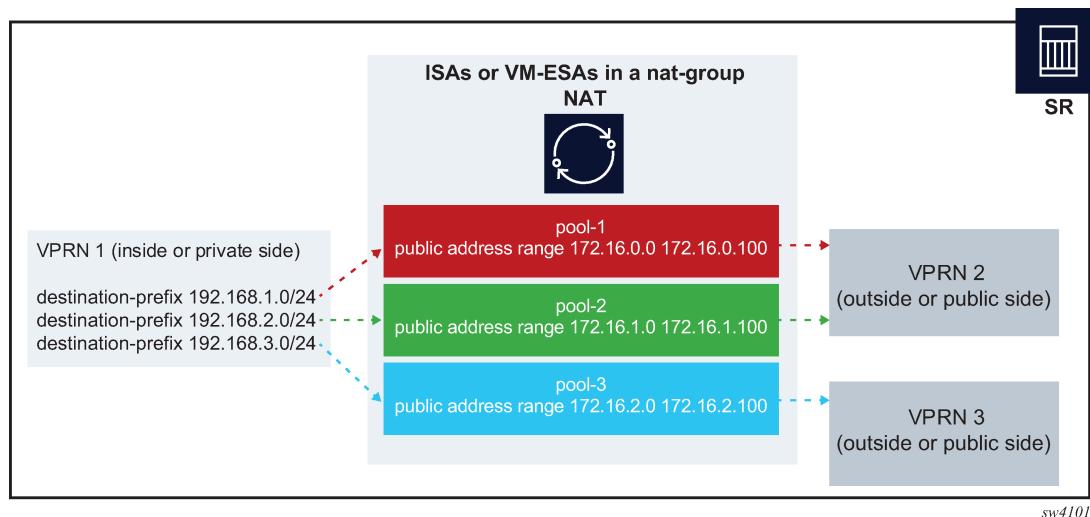 SR
ISAs or VM-ESAs in a nat-group
NAT
VPRN 1 (inside or private side)
destination-prefix 192.168.1.0/24
destination-prefix 192.168.2.0/24
destination-prefix 192.168.3.0/24
pool-1
public address range 172.16.0.0 172.16.0.100
pool-2
public address range 172.16.1.0 172.16.1.100
pool-3
public address range 172.16.2.0 172.16.2.100
VPRN 2
(outside or public side)
VPRN 3
(outside or public side)
sw4101